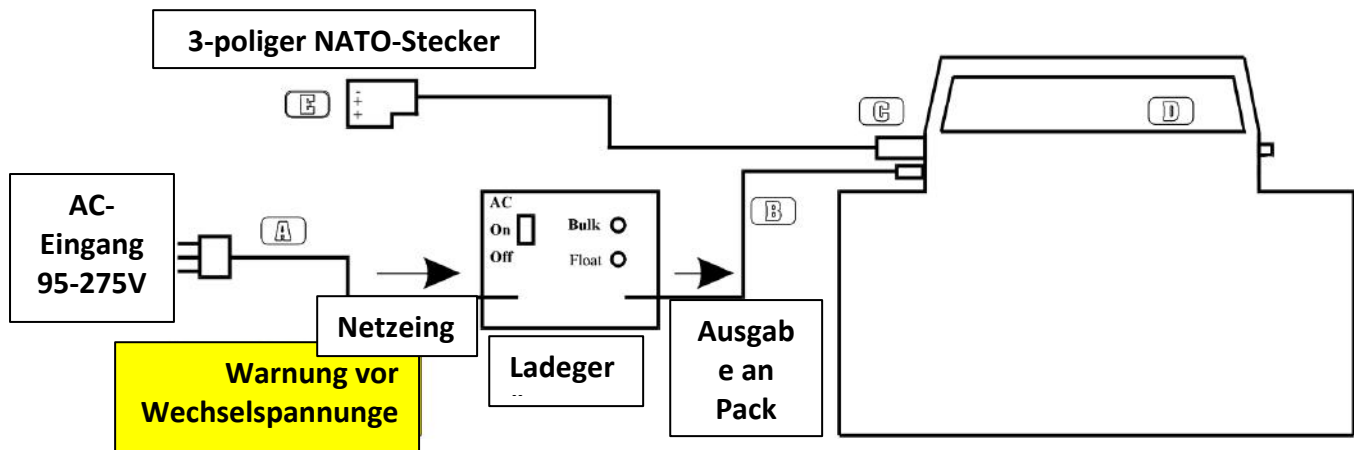 3-poliger NATO-Stecker
E
-
+
+
C
D
AC-
Eingang
95-275V
A
AC
On
Off
Bulk
Float
B
Netzeing
Ladeger
Ausgab
e an
Pack
Warnung vor
Wechselspannunge